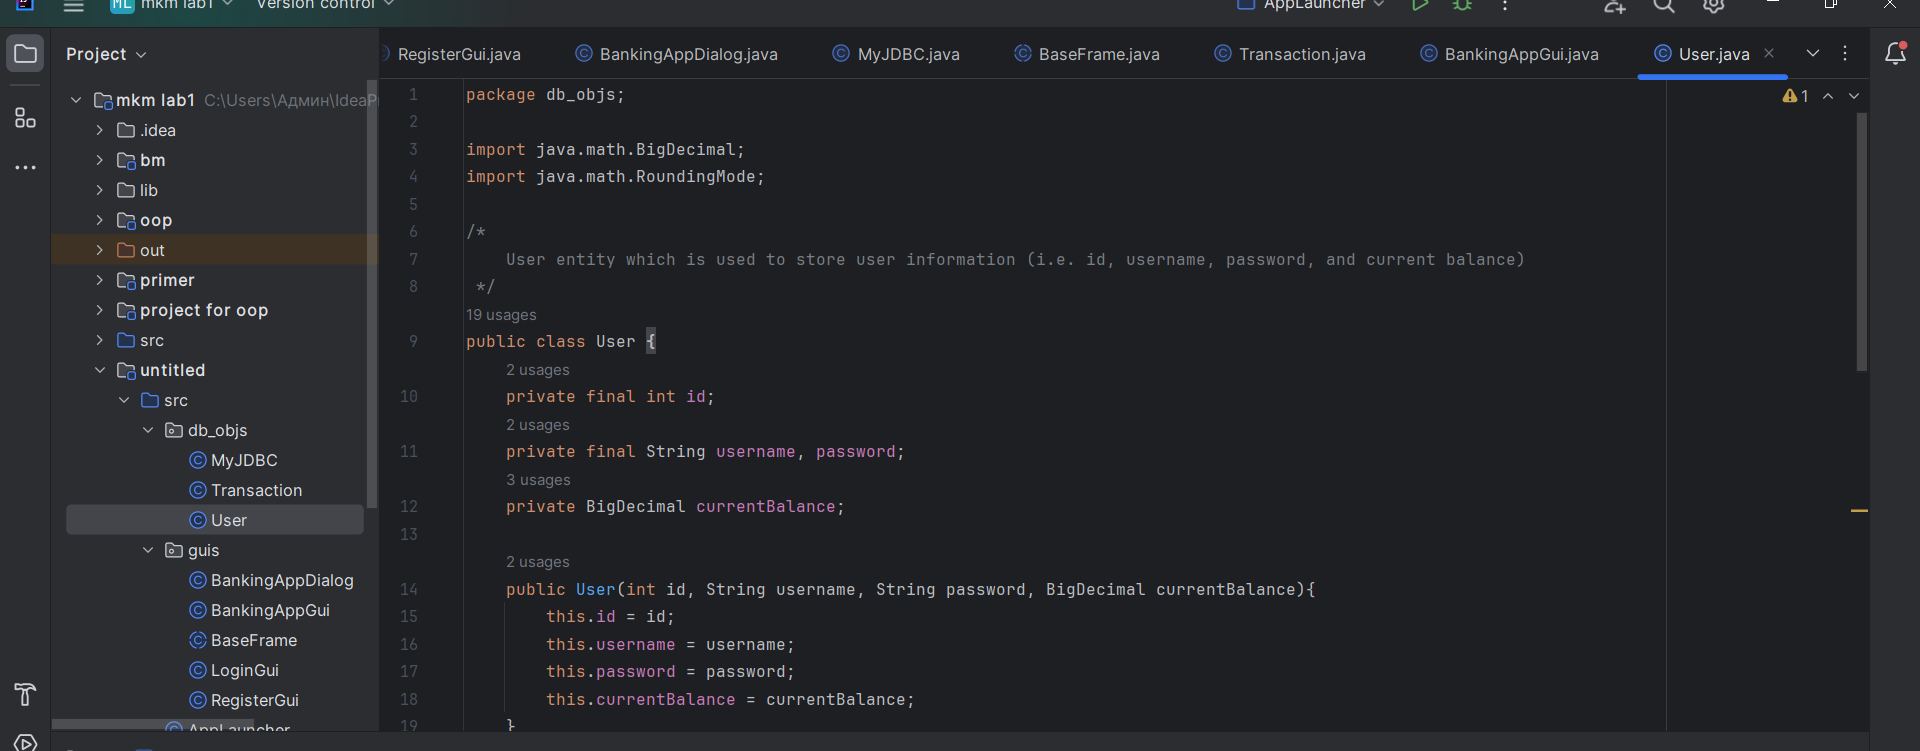 ML mkm lab1 Version control AppLauncher
Project
RegisterGui.java BankingAppDialog.java MyJDBC.java BaseFrame.java Transaction.java BankingAppGui.java User.java
mkm lab1 C:\Users\Админ\IdeaP
.idea
bm
lib
oop
out
primer
project for oop
src
untitled
src
db_objs
MyJDBC
Transaction
User
guis
BankingAppDialog
BankingAppGui
BaseFrame
LoginGui
RegisterGui
AppLauncher
1
1 package db_objs;
2
3 import java.math.BigDecimal;
4 import java.math.RoundingMode;
5
6 /*
7 User entity which is used to store user information (i.e. id, username, password, and current balance)
8 */
19 usages
9 public class User {
2 usages
10 private final int id;
2 usages
11 private final String username, password;
3 usages
12 private BigDecimal currentBalance;
13
2 usages
14 public User(int id, String username, String password, BigDecimal currentBalance){
15 this.id = id;
16 this.username = username;
17 this.password = password;
18 this.currentBalance = currentBalance;
19 }